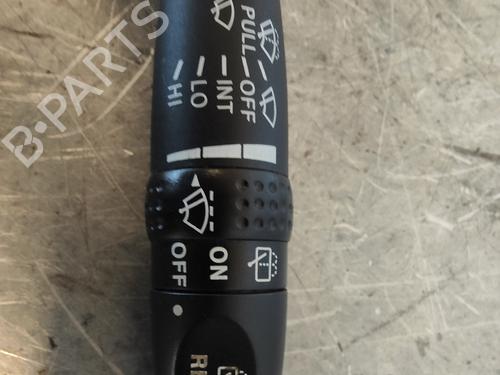 PULL
OFF
INT
LO
HI
ON
OFF
B-PARTS